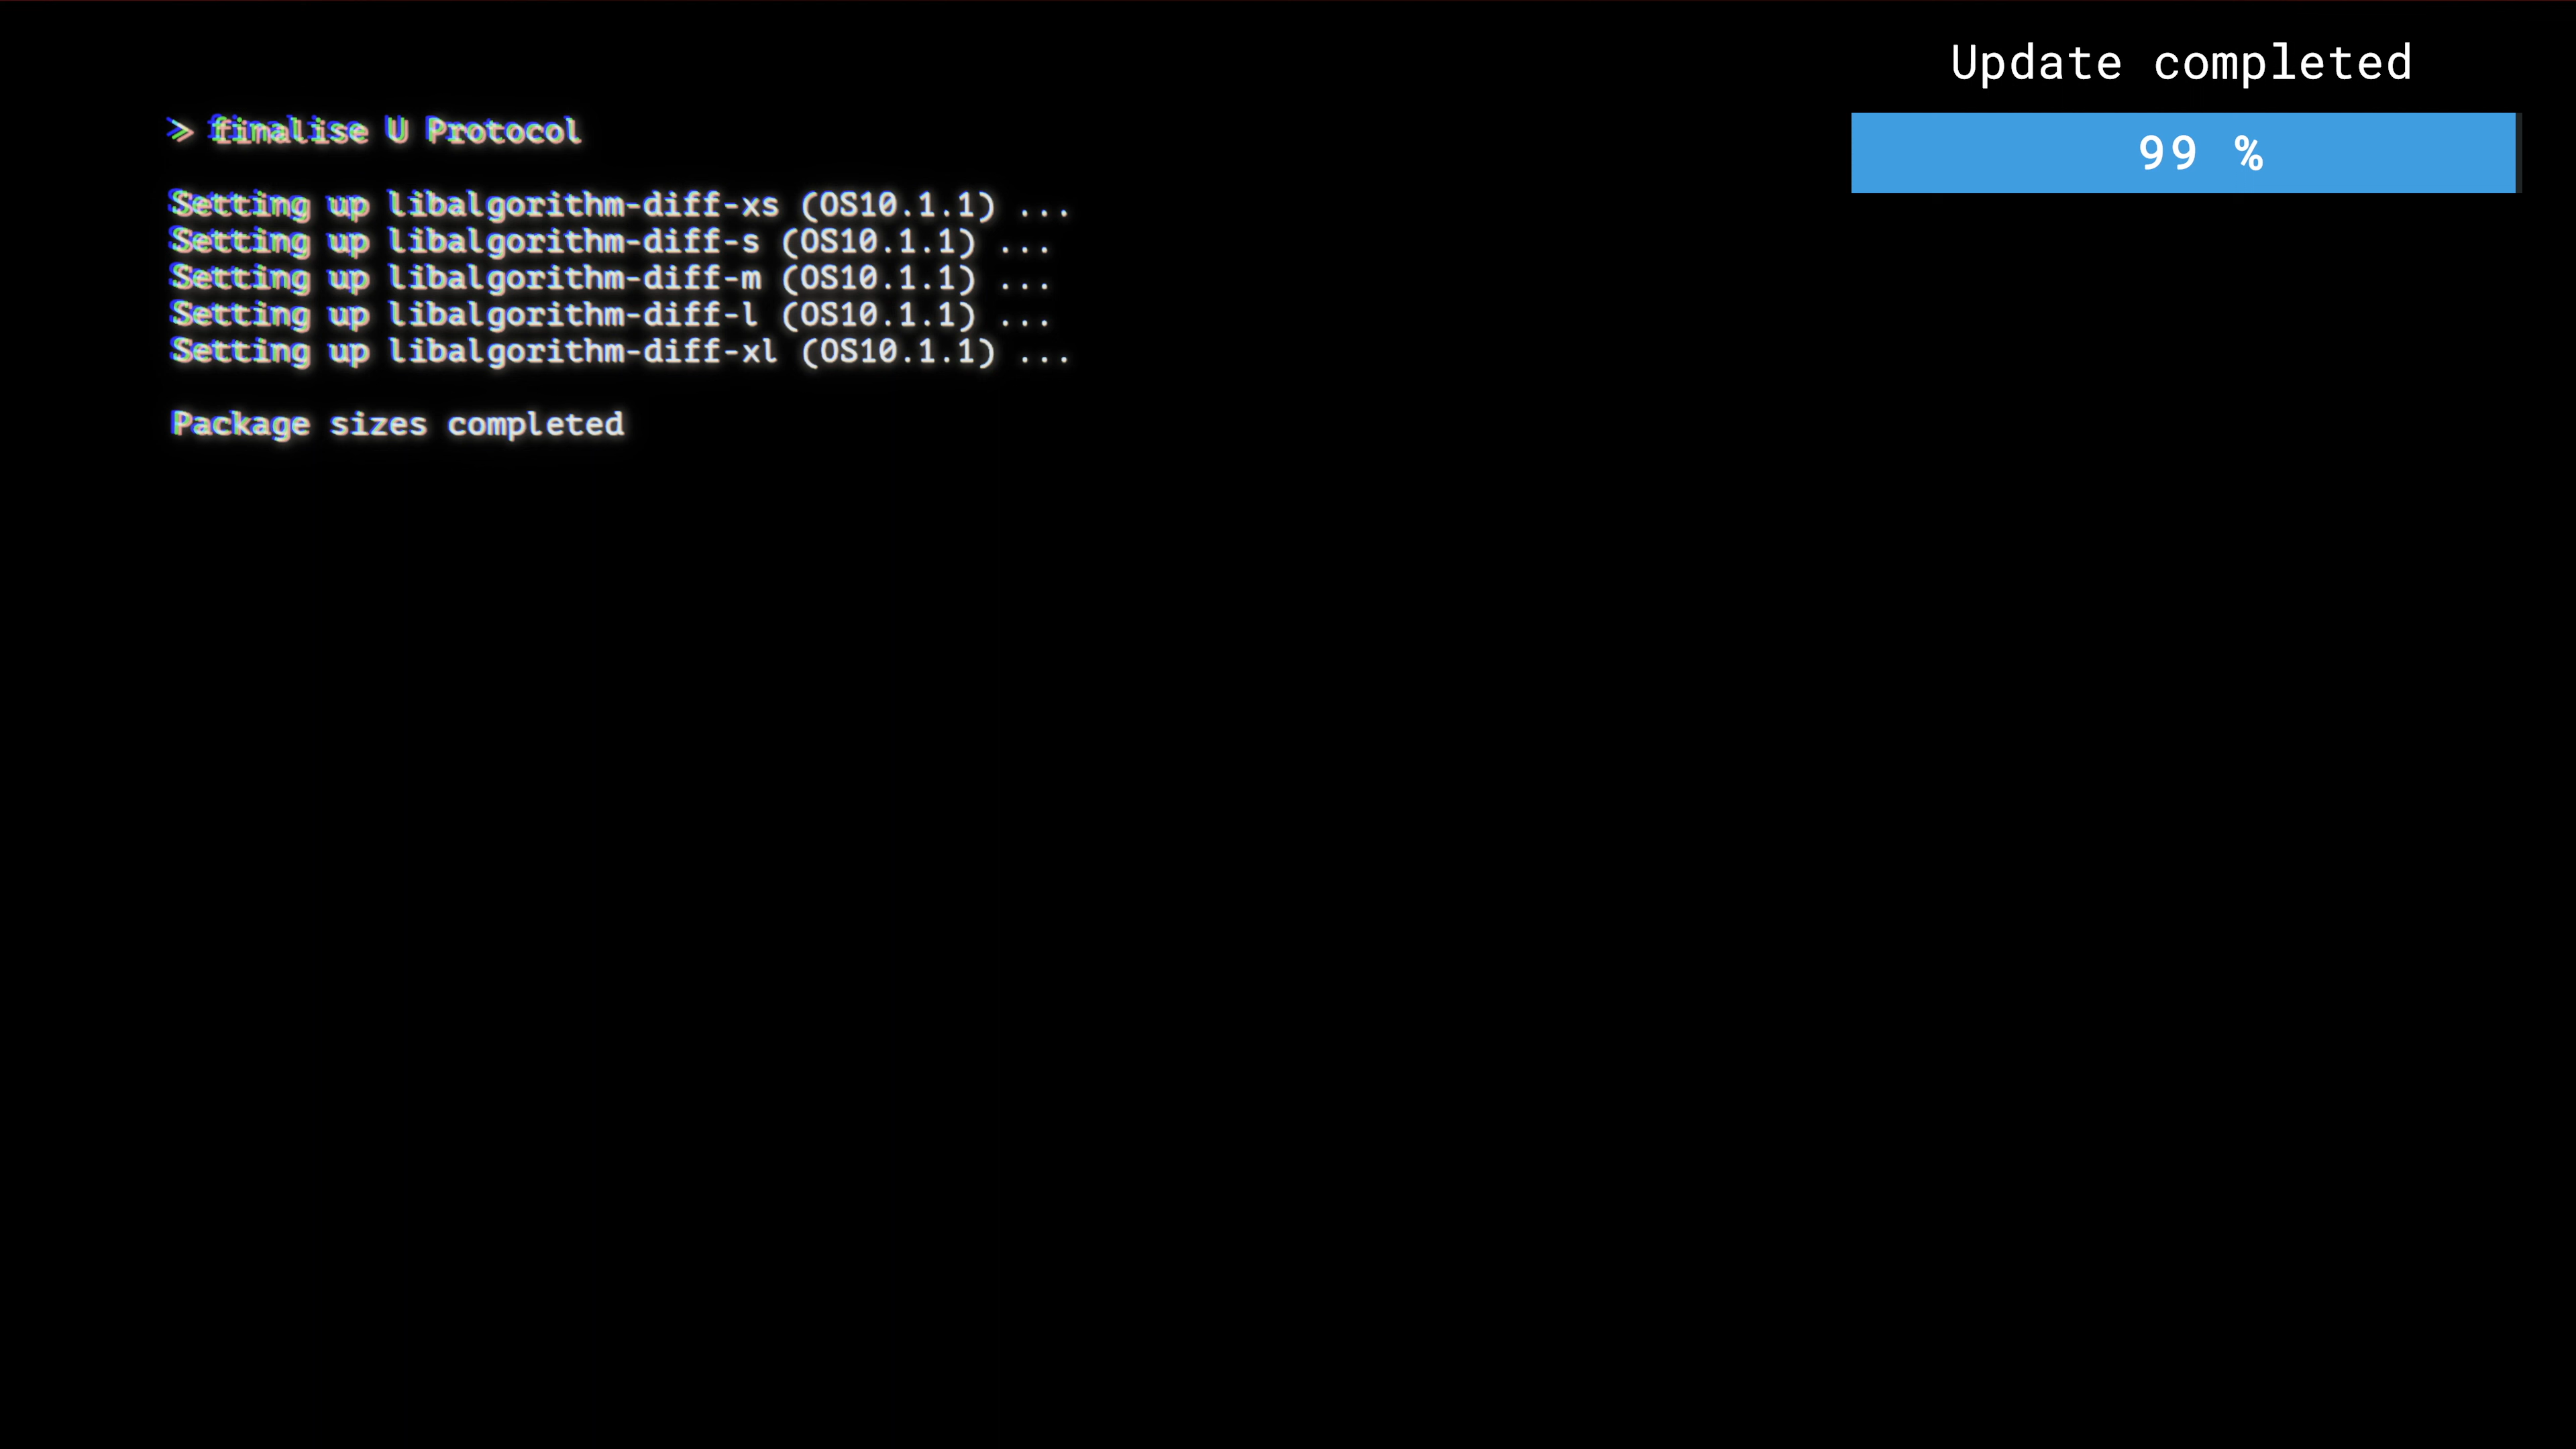 Update completed
99 %
> finalise U Protocol
Setting up libalgorithm-diff-xs (OS10.1.1) ...
Setting up libalgorithm-diff-s (OS10.1.1) ...
Setting up libalgorithm-diff-m (OS10.1.1) ...
Setting up libalgorithm-diff-l (OS10.1.1) ...
Setting up libalgorithm-diff-xl (OS10.1.1) ...
Package sizes completed